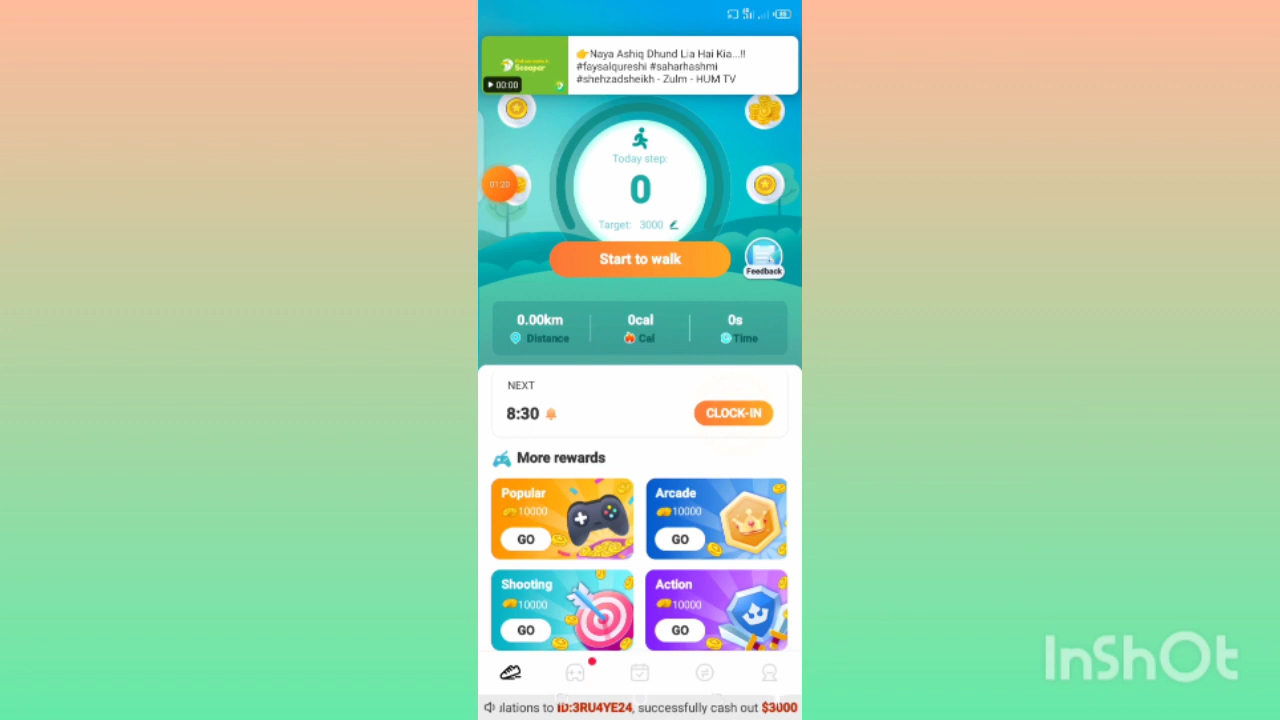 👉Naya Ashiq Dhund Lia Hai Kia...!!
#faysalqureshi #saharhashmi
#shehzadsheikh - Zulm - HUM TV
Scooper
00:00
01:20
Today step:
0
Target: 3000
Start to walk
Feedback
0.00km
0cal
0s
Distance
Cal
Time
NEXT
8:30
CLOCK-IN
More rewards
Popular
10000
GO
Arcade
10000
GO
Shooting
10000
GO
Action
10000
GO
ulations to ID:3RU4YE24, successfully cash out $3000
InShOt